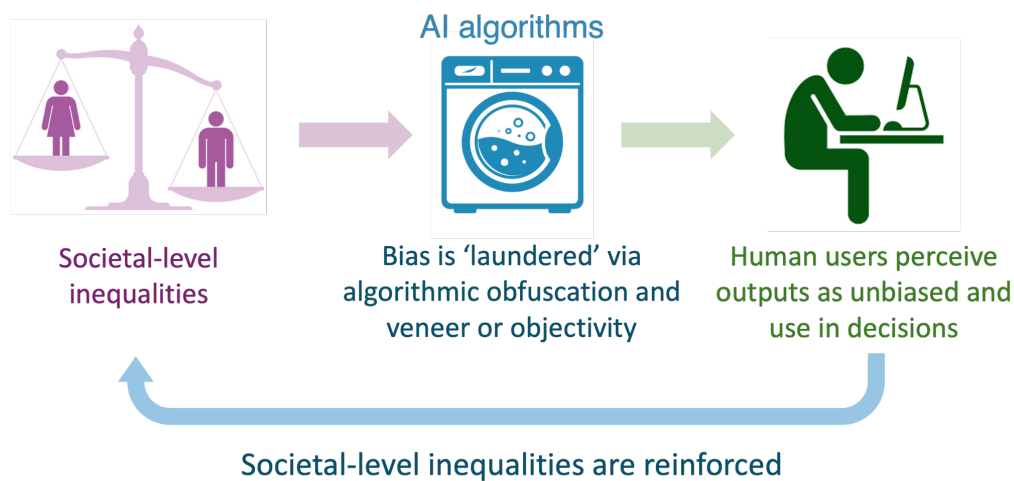 AI algorithms
Societal-level
inequalities
Bias is ‘laundered’ via
algorithmic obfuscation and
veneer or objectivity
Human users perceive
outputs as unbiased and
use in decisions
Societal-level inequalities are reinforced